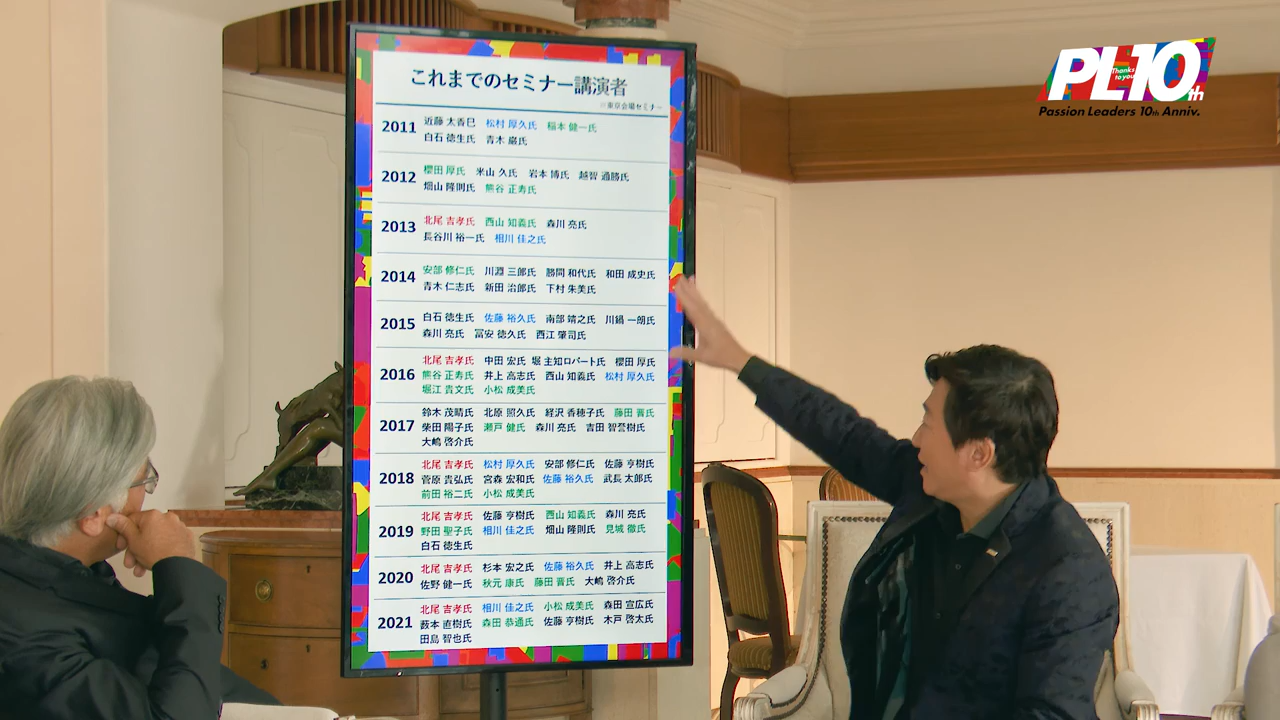 これまでのセミナー講演者
※東京会場セミナー
2011 近藤 太香巳 松村 厚久氏 稲本 健一氏
白石 徳生氏 青木 巌氏
2012 櫻田 厚氏 米山 久氏 岩本 博氏 越智 通勝氏
畑山 隆則氏 熊谷 正寿氏
2013 北尾 吉孝氏 西山 知義氏 森川 亮氏
長谷川 裕一氏 相川 佳之氏
2014 安部 修仁氏 川淵 三郎氏 勝間 和代氏 和田 成史氏
青木 仁志氏 新田 治郎氏 下村 朱美氏
2015 白石 徳生氏 佐藤 裕久氏 南部 靖之氏 川鍋 一朗氏
森川 亮氏 冨安 徳久氏 西江 肇司氏
2016 北尾 吉孝氏 中田 宏氏 堀 主知ロバート氏 櫻田 厚氏
熊谷 正寿氏 井上 高志氏 西山 知義氏 松村 厚久氏
堀江 貴文氏 小松 成美氏
2017 鈴木 茂晴氏 北原 照久氏 経沢 香穂子氏 藤田 晋氏
柴田 陽子氏 瀬戸 健氏 森川 亮氏 吉田 智誉樹氏
大嶋 啓介氏
2018 北尾 吉孝氏 松村 厚久氏 安部 修仁氏 佐藤 亨樹氏
菅原 貴弘氏 宮森 宏和氏 佐藤 裕久氏 武長 太郎氏
前田 裕二氏 小松 成美氏
2019 北尾 吉孝氏 佐藤 亨樹氏 西山 知義氏 森川 亮氏
野田 聖子氏 相川 佳之氏 畑山 隆則氏 見城 徹氏
白石 徳生氏
2020 北尾 吉孝氏 杉本 宏之氏 佐藤 裕久氏 井上 高志氏
佐野 健一氏 秋元 康氏 藤田 晋氏 大嶋 啓介氏
2021 北尾 吉孝氏 相川 佳之氏 小松 成美氏 森田 宣広氏
薮本 直樹氏 森田 恭通氏 佐藤 亨樹氏 木戸 啓太氏
田島 智也氏
PL10th
Thanks to you
Passion Leaders 10th Anniv.